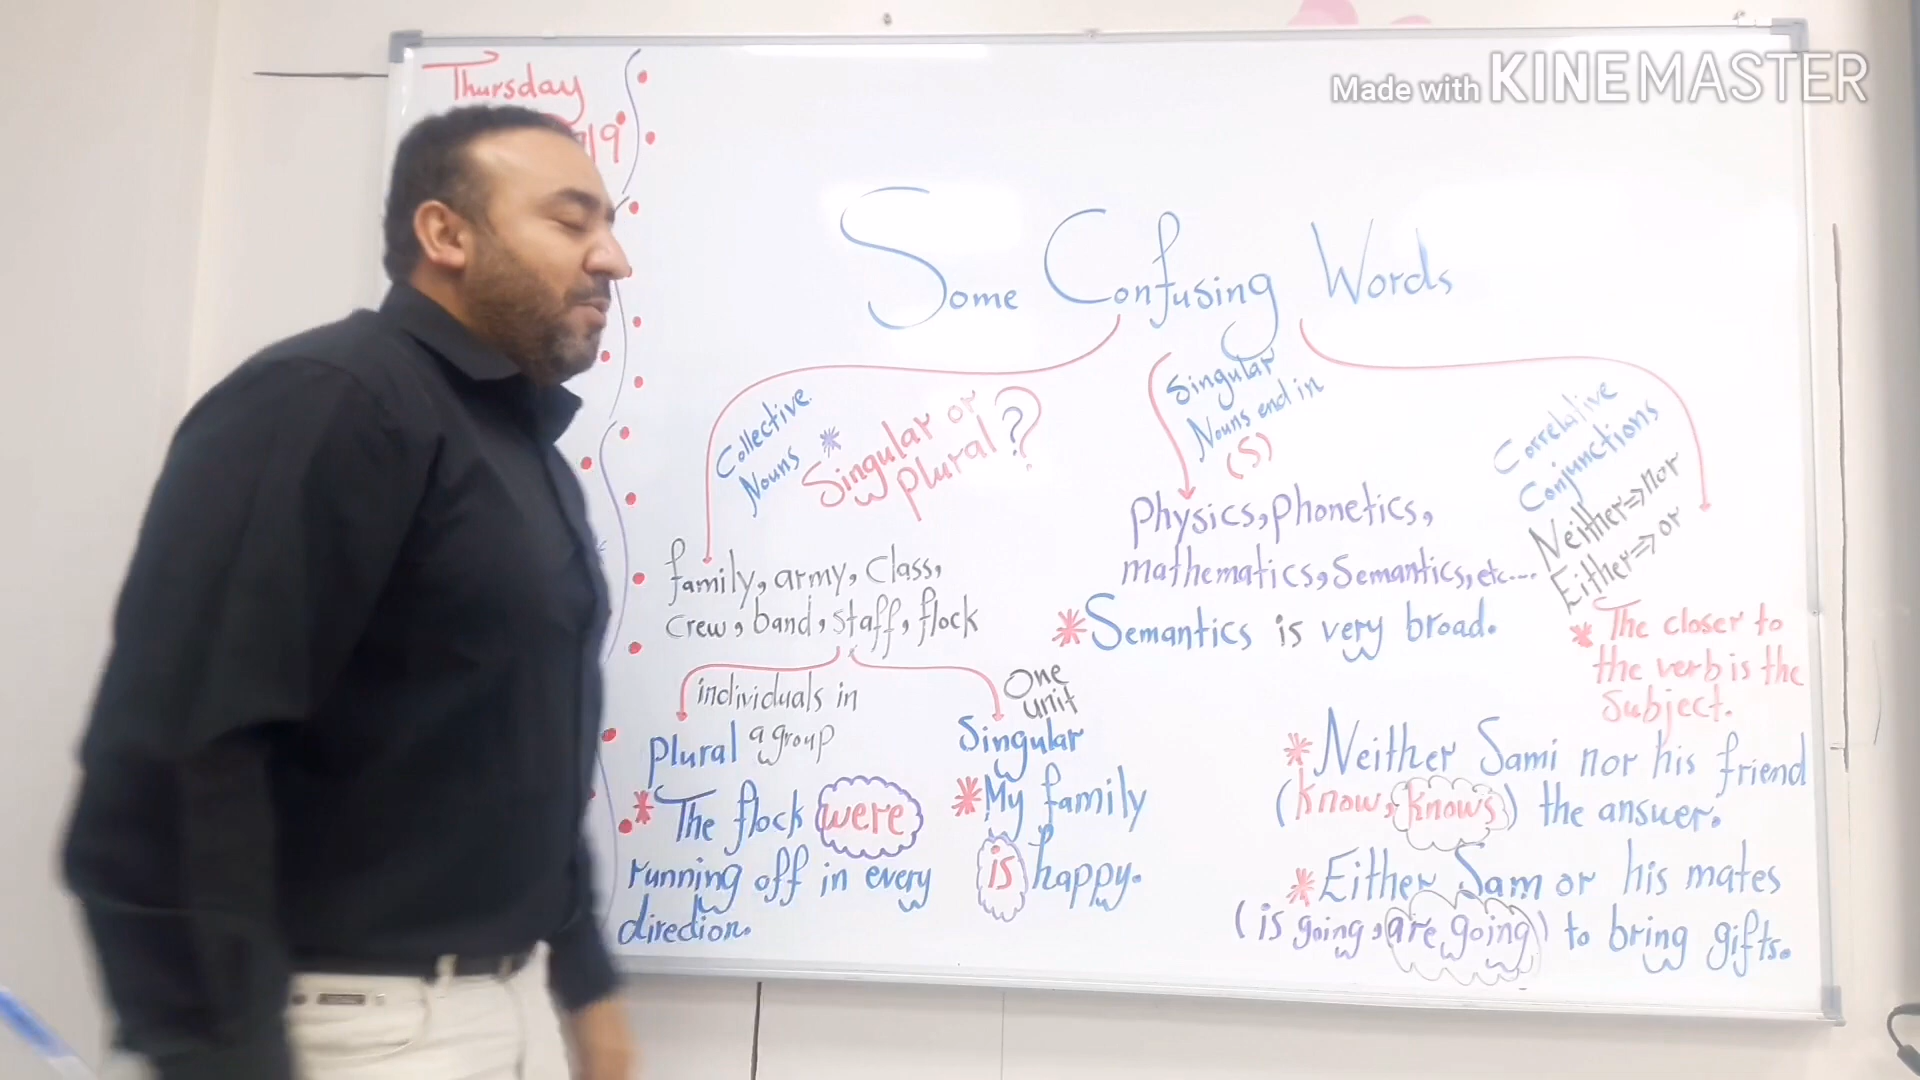 Made with KINEMASTER
Thursday
19
Some Confusing Words
Collective
Nouns
* Singular or
plural?
family, army, class,
crew, band, staff, flock
individuals in
a group
Plural
* The flock were
running off in every
direction.
One
unit
Singular
* My family
is happy.
Singular
Nouns end in
(S)
Physics, phonetics,
mathematics, Semantics, etc....
* Semantics is very broad.
Correlative
Conjunctions
Neither => nor
Either => or
* The closer to
the verb is the
Subject.
* Neither Sami nor his friend
(know, knows) the answer.
* Either Sam or his mates
(is going, are going) to bring gifts.